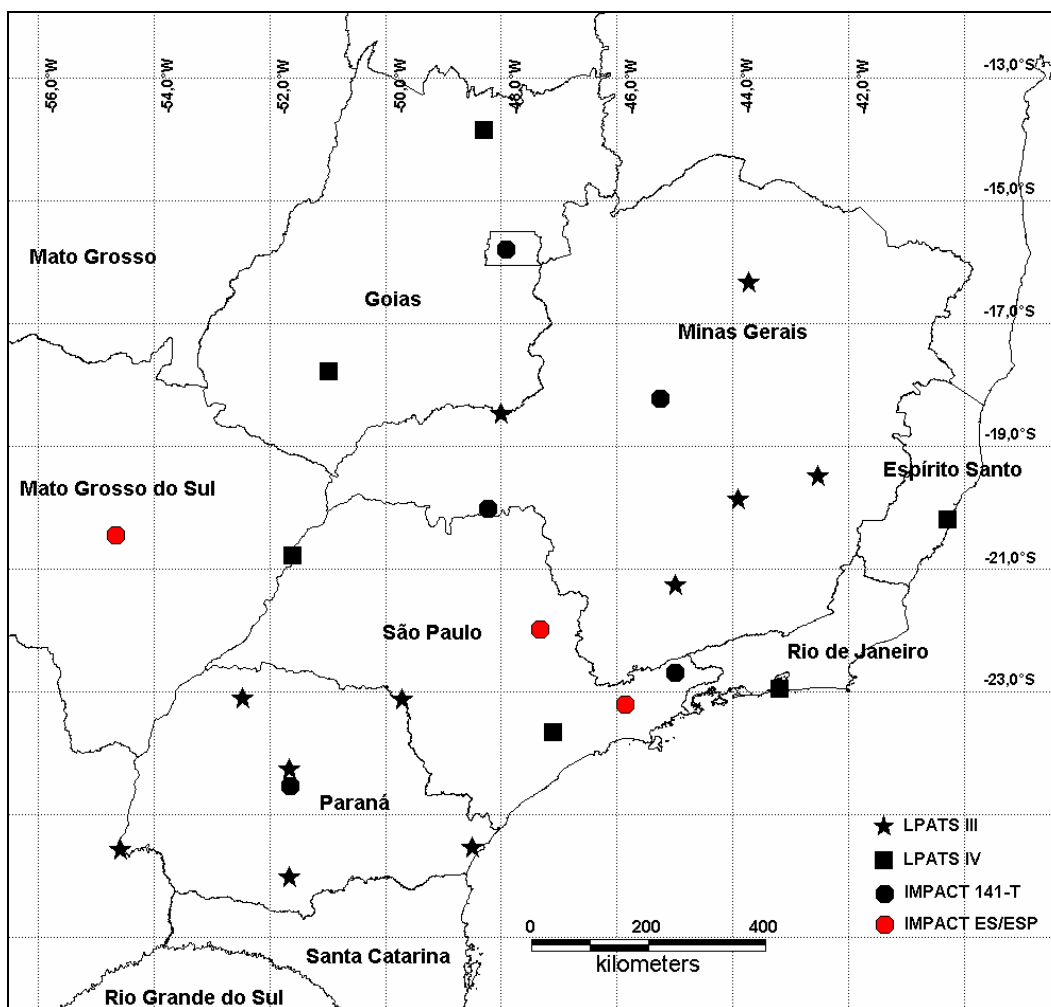 -56,0°W
-54,0°W
-52,0°W
-50,0°W
-48,0°W
-46,0°W
-44,0°W
-42,0°W
-13,0°S
-15,0°S
Mato Grosso
Goias
-17,0°S
Minas Gerais
-19,0°S
Espírito Santo
Mato Grosso do Sul
-21,0°S
São Paulo
Rio de Janeiro
-23,0°S
Paraná
LPATS III
LPATS IV
IMPACT 141-T
IMPACT ES/ESP
0 200 400
kilometers
Santa Catarina
Rio Grande do Sul